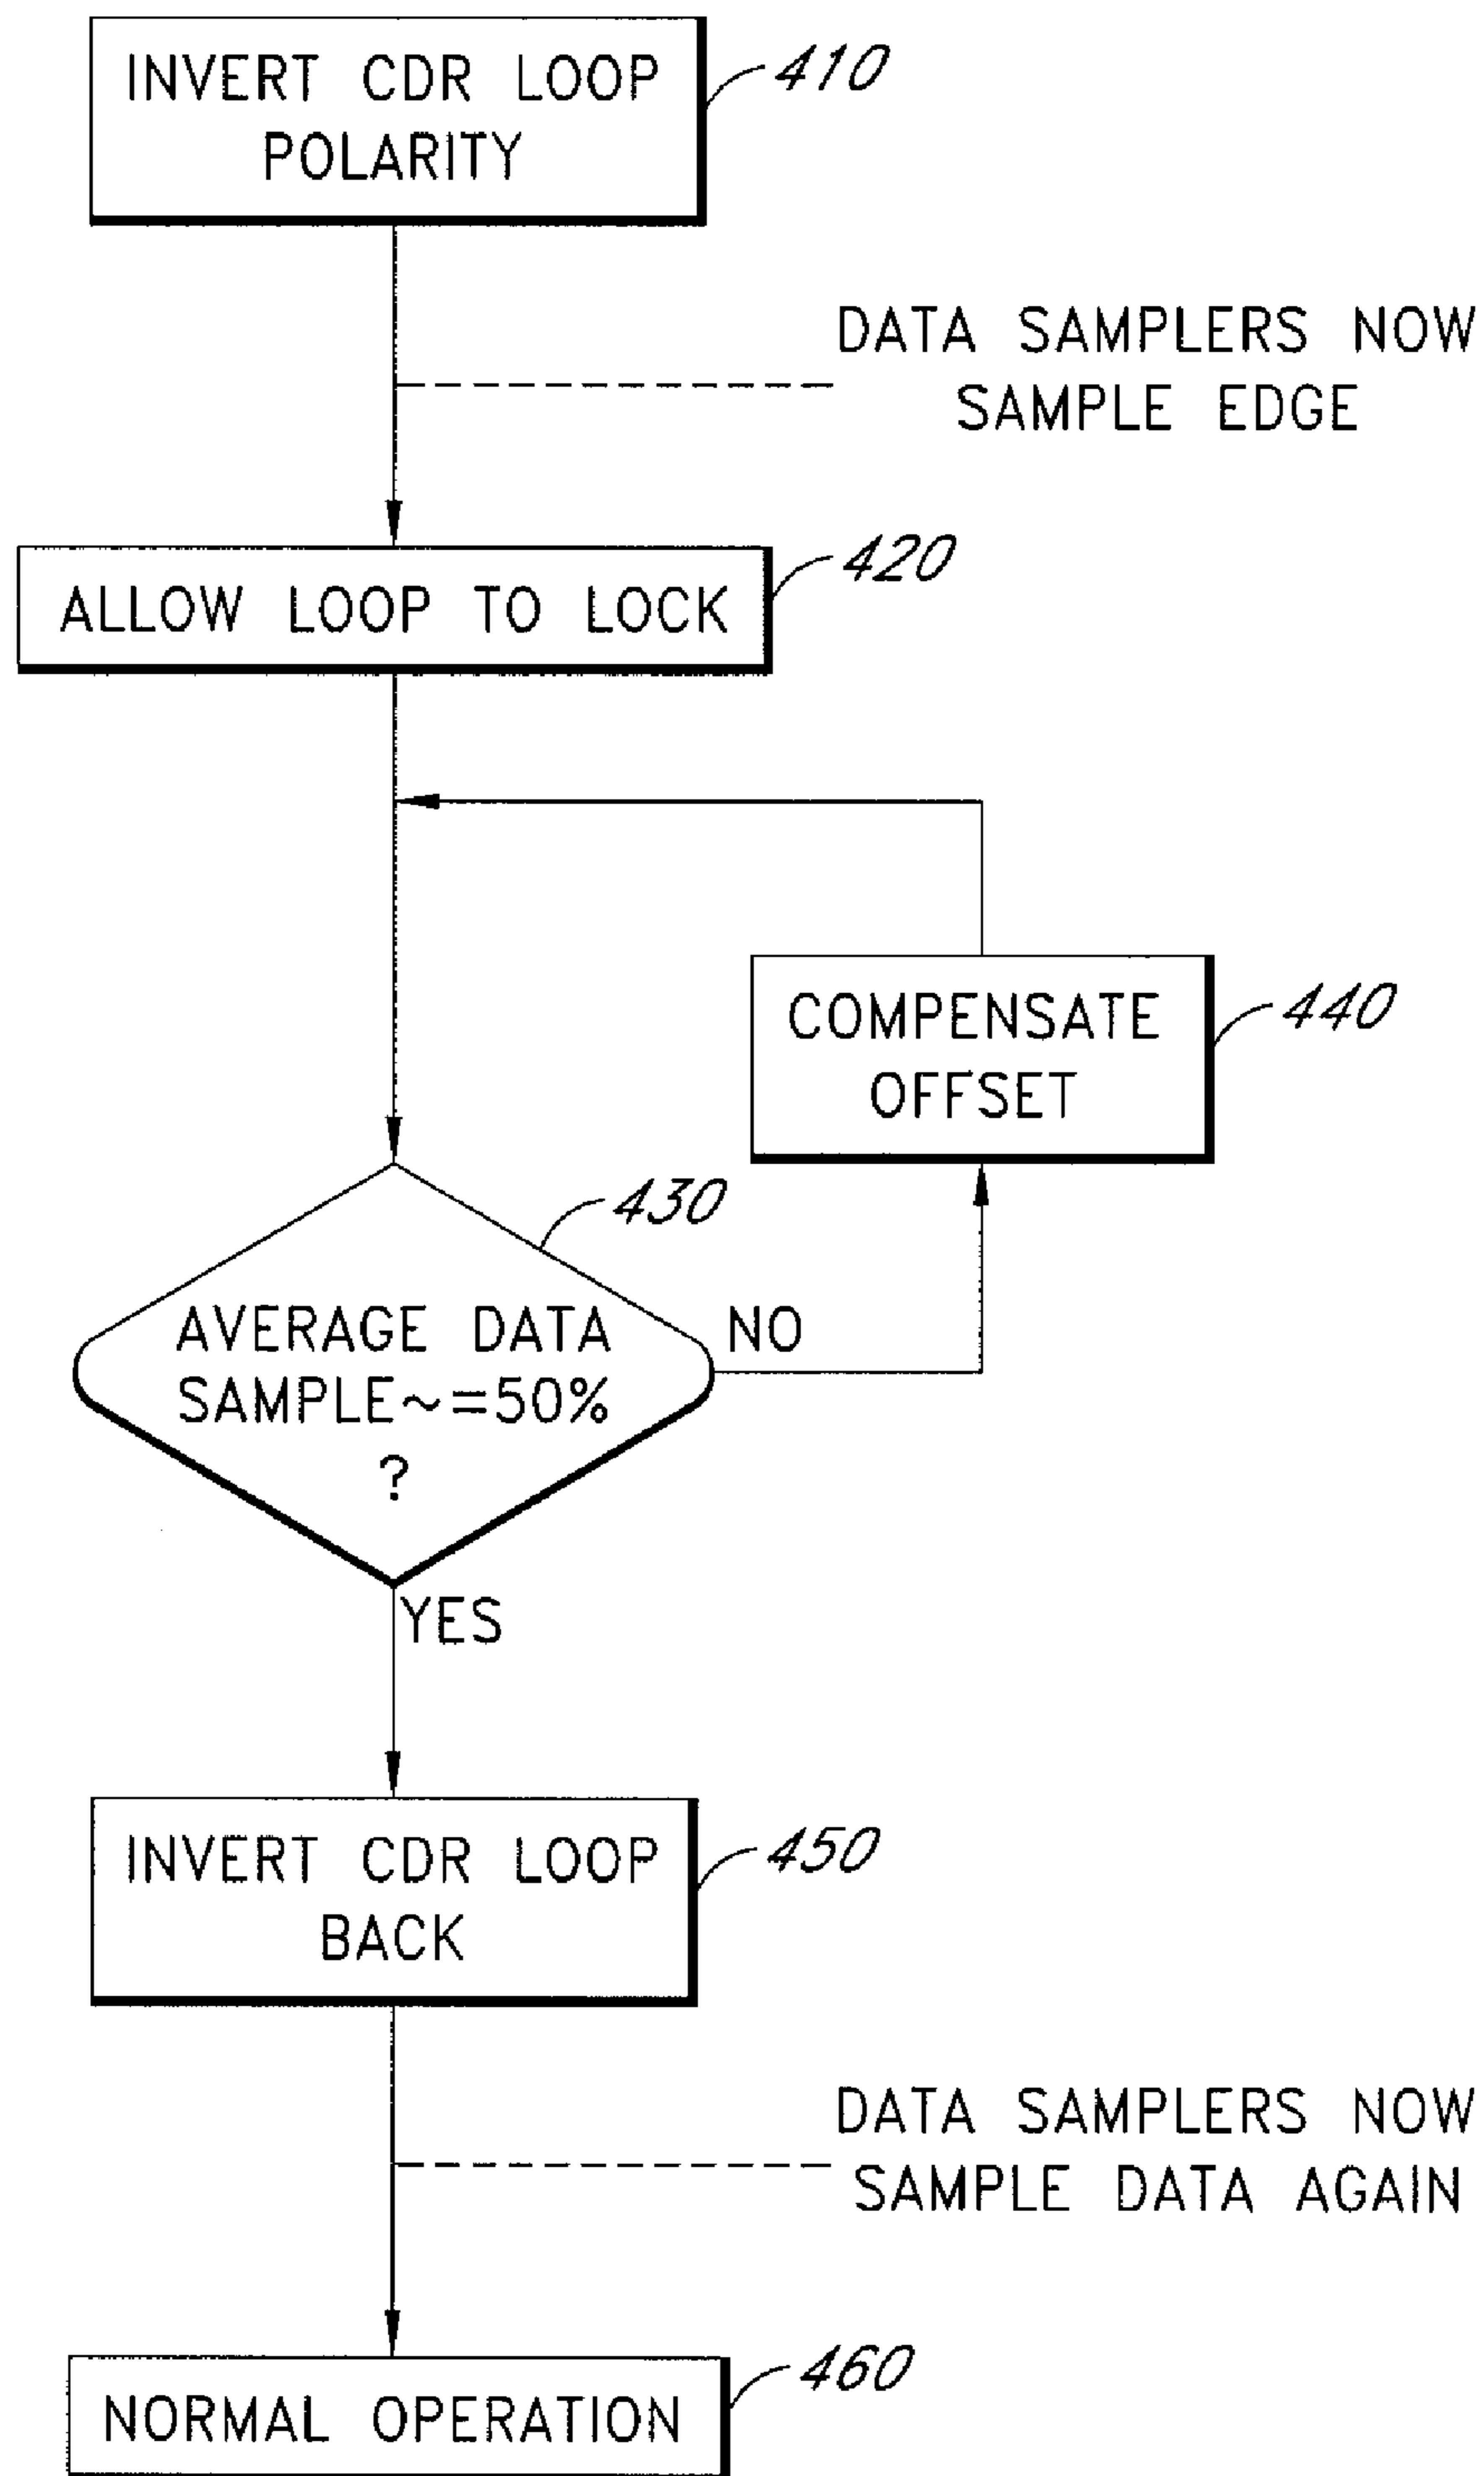 INVERT CDR LOOP
POLARITY
410
DATA SAMPLERS NOW
SAMPLE EDGE
ALLOW LOOP TO LOCK
420
COMPENSATE
OFFSET
440
430
AVERAGE DATA
SAMPLE~=50%
?
NO
YES
INVERT CDR LOOP
BACK
450
DATA SAMPLERS NOW
SAMPLE DATA AGAIN
NORMAL OPERATION
460